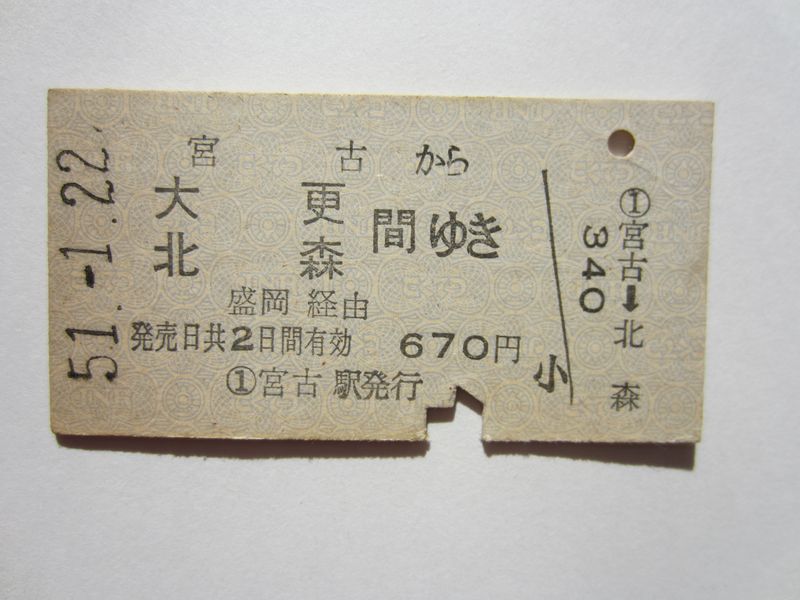 51.-1.22
宮 古 から
大 更
北 森
間 ゆき
盛岡 経由
発売日共2日間有効 670円
①宮古 駅発行
小
①宮古➡北森
340